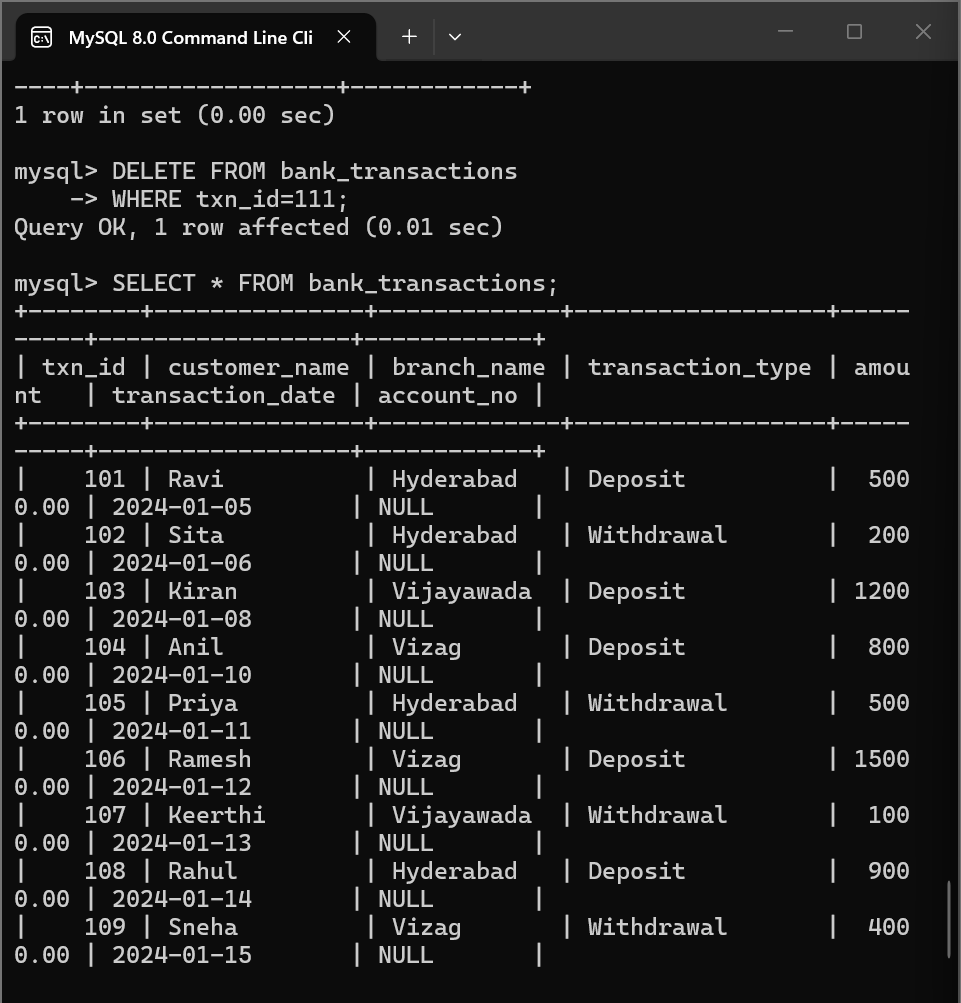 MySQL 8.0 Command Line Cli
----+------------------+------------+
1 row in set (0.00 sec)
mysql> DELETE FROM bank_transactions
    -> WHERE txn_id=111;
Query OK, 1 row affected (0.01 sec)
mysql> SELECT * FROM bank_transactions;
+--------+---------------+-------------+------------------+-----
-----+------------------+------------+
| txn_id | customer_name | branch_name | transaction_type | amou
nt   | transaction_date | account_no |
+--------+---------------+-------------+------------------+-----
-----+------------------+------------+
|    101 | Ravi          | Hyderabad   | Deposit          |  500
0.00 | 2024-01-05       | NULL       |
|    102 | Sita          | Hyderabad   | Withdrawal       |  200
0.00 | 2024-01-06       | NULL       |
|    103 | Kiran         | Vijayawada  | Deposit          | 1200
0.00 | 2024-01-08       | NULL       |
|    104 | Anil          | Vizag       | Deposit          |  800
0.00 | 2024-01-10       | NULL       |
|    105 | Priya         | Hyderabad   | Withdrawal       |  500
0.00 | 2024-01-11       | NULL       |
|    106 | Ramesh        | Vizag       | Deposit          | 1500
0.00 | 2024-01-12       | NULL       |
|    107 | Keerthi       | Vijayawada  | Withdrawal       |  100
0.00 | 2024-01-13       | NULL       |
|    108 | Rahul         | Hyderabad   | Deposit          |  900
0.00 | 2024-01-14       | NULL       |
|    109 | Sneha         | Vizag       | Withdrawal       |  400
0.00 | 2024-01-15       | NULL       |